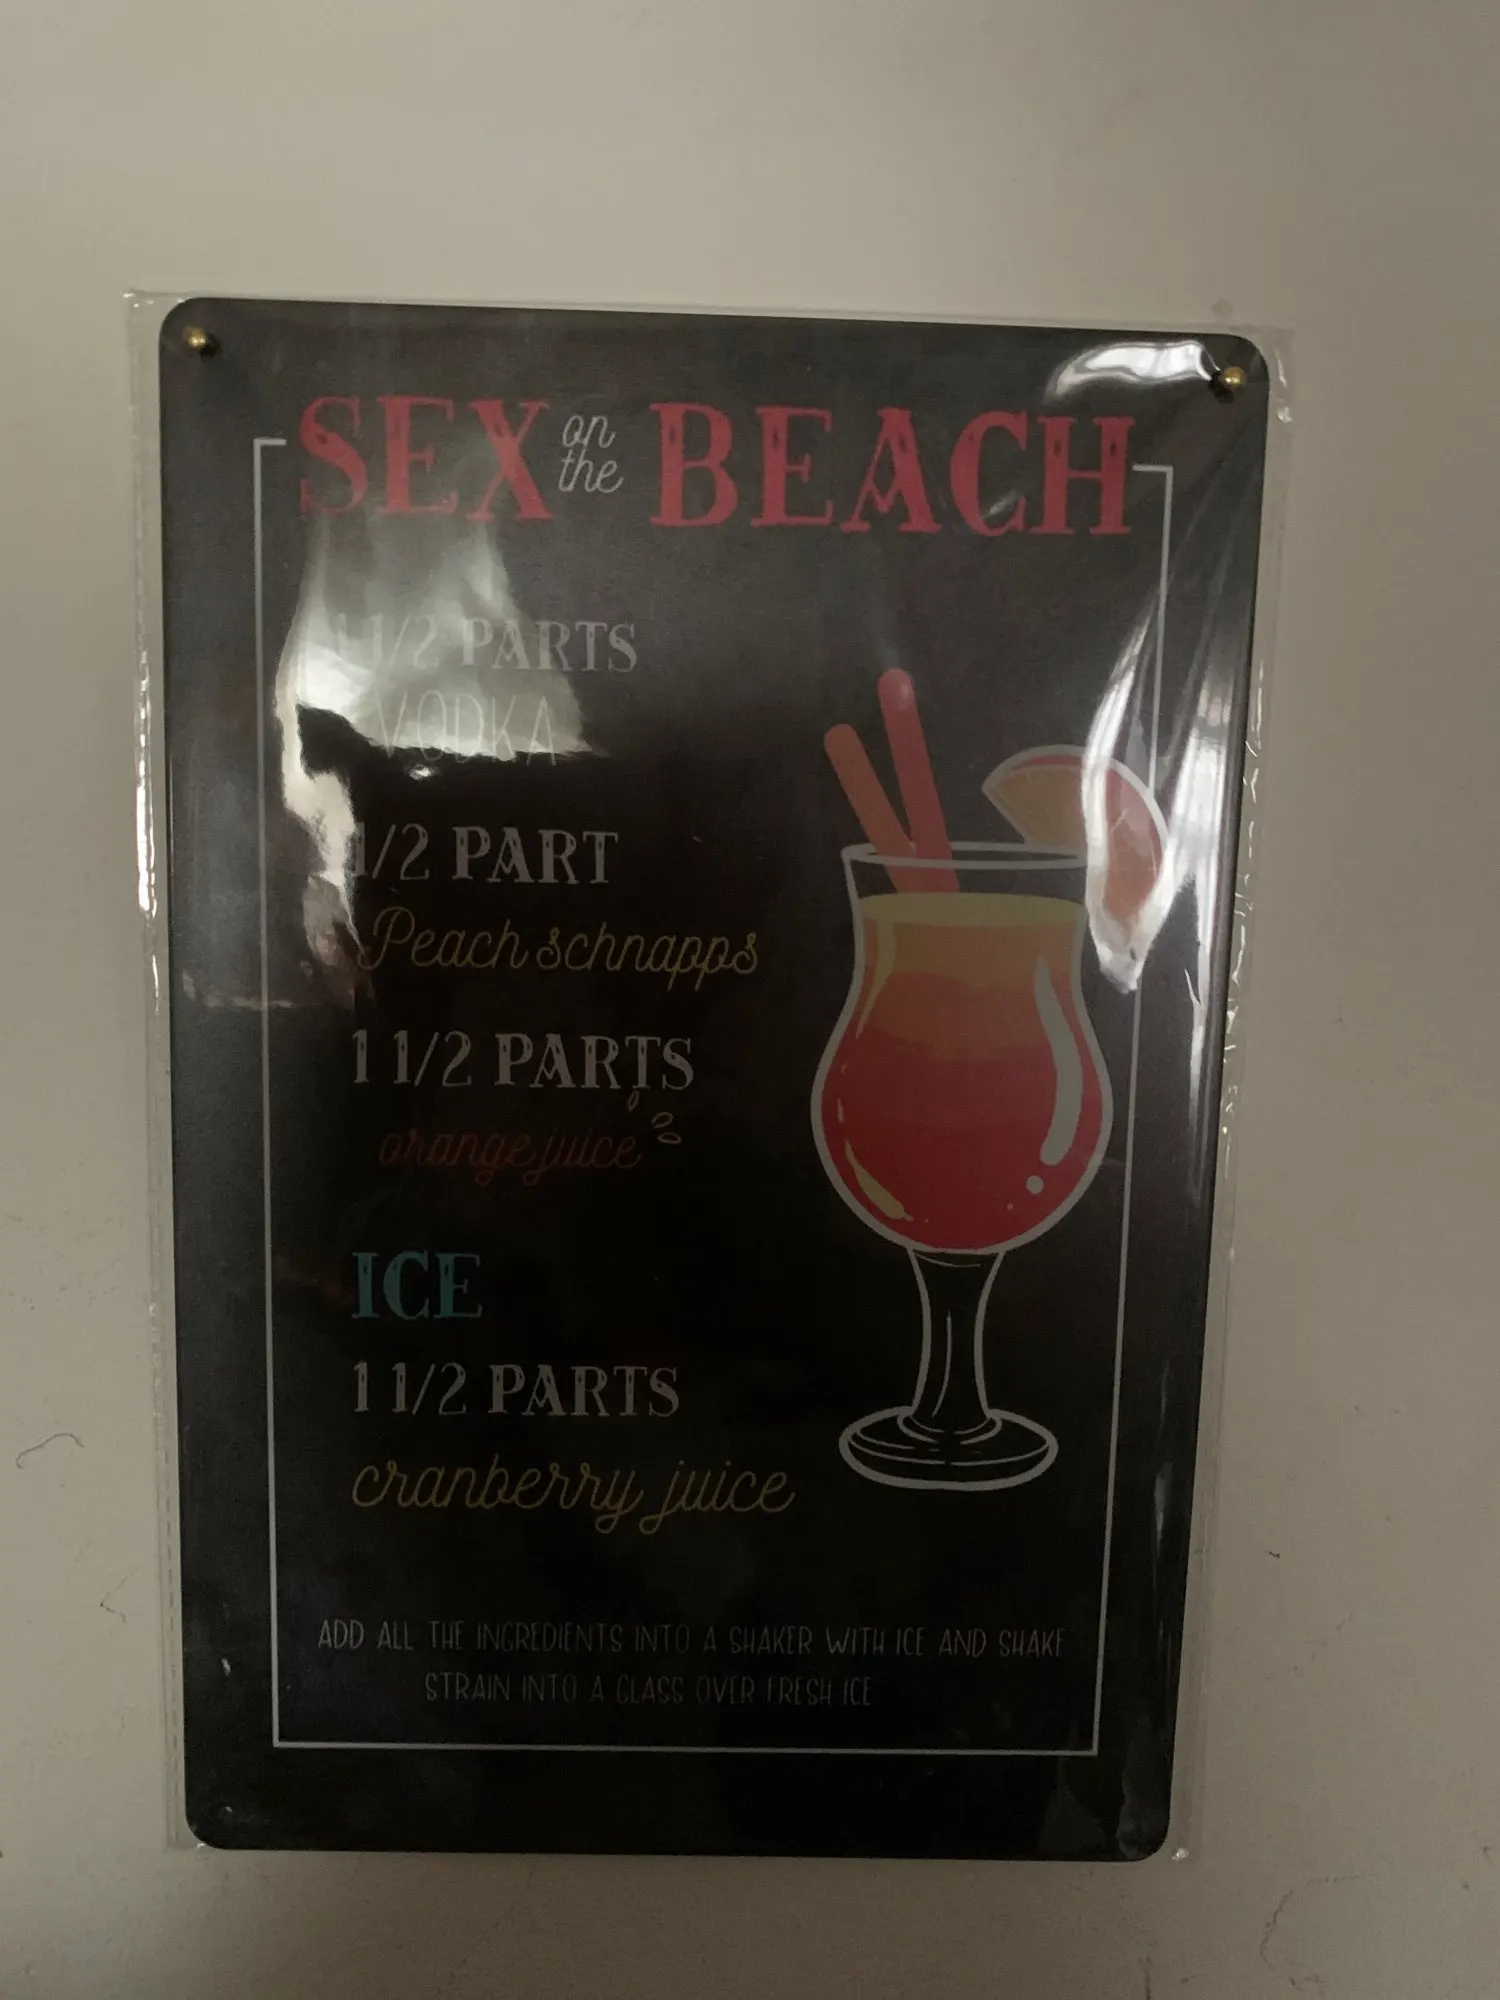 SEX on the BEACH
1 1/2 PARTS
VODKA
1/2 PART
Peach schnapps
1 1/2 PARTS
orange juice
ICE
1 1/2 PARTS
cranberry juice
ADD ALL THE INGREDIENTS INTO A SHAKER WITH ICE AND SHAKE
STRAIN INTO A GLASS OVER FRESH ICE